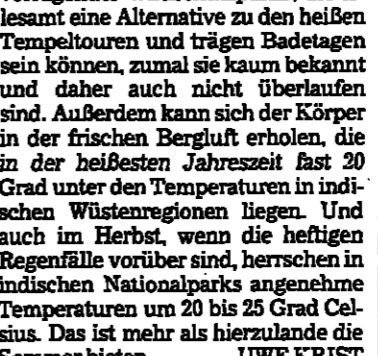 lesamt eine Alternative zu den heißen
Tempeltouren und trägen Badetagen
sein können, zumal sie kaum bekannt
und daher auch nicht überlaufen
sind. Außerdem kann sich der Körper
in der frischen Bergluft erholen, die
in der heißesten Jahreszeit fast 20
Grad unter den Temperaturen in indi-
schen Wüstenregionen liegen. Und
auch im Herbst, wenn die heftigen
Regenfälle vorüber sind, herrschen in
indischen Nationalparks angenehme
Temperaturen um 20 bis 25 Grad Cel-
sius. Das ist mehr als hierzulande die
Sommer bieten. UWE KRIST